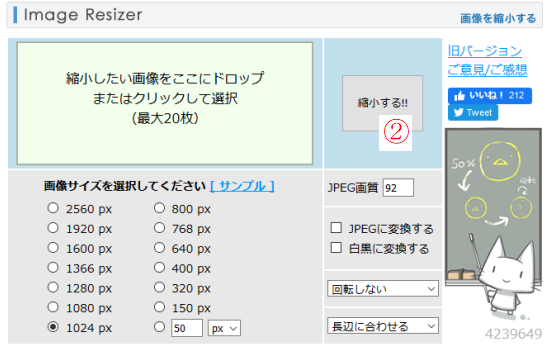 Image Resizer
画像を縮小する
縮小したい画像をここにドロップ
またはクリックして選択
(最大20枚)
縮小する!!
②
旧バージョン
ご意見/ご感想
いいね! 212
Tweet
画像サイズを選択してください [ サンプル ]
2560 px
800 px
1920 px
768 px
1600 px
640 px
1366 px
400 px
1280 px
320 px
1080 px
150 px
1024 px
50 px
JPEG画質 92
JPEGに変換する
白黒に変換する
回転しない
長辺に合わせる
50%
4239649